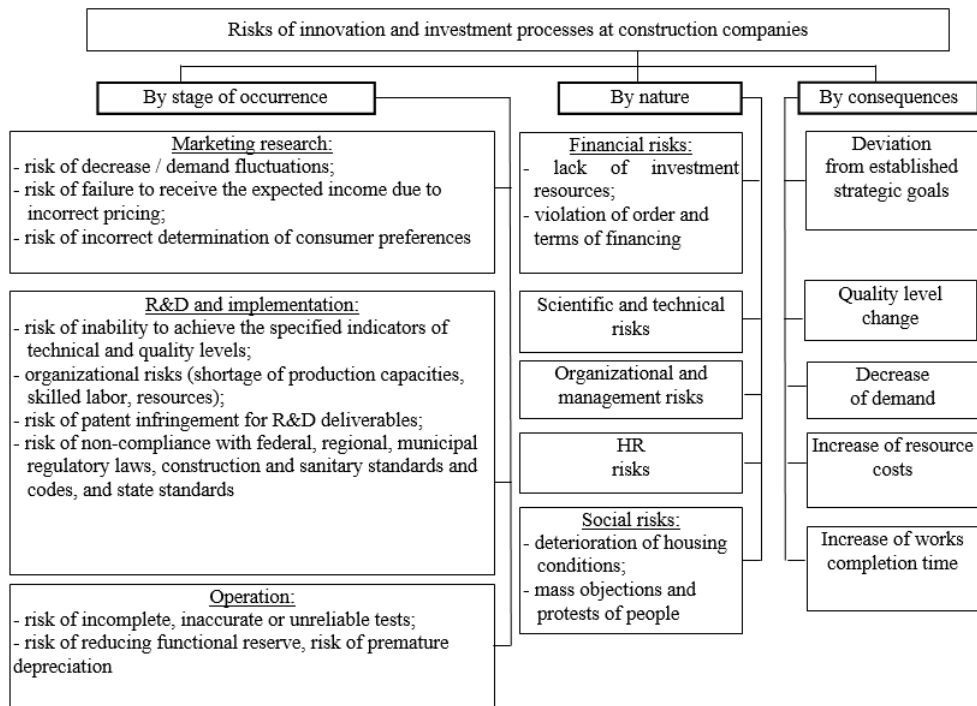 Risks of innovation and investment processes at construction companies
By stage of occurrence
Marketing research:
- risk of decrease / demand fluctuations;
- risk of failure to receive the expected income due to
incorrect pricing;
- risk of incorrect determination of consumer preferences
R&D and implementation:
- risk of inability to achieve the specified indicators of
technical and quality levels;
- organizational risks (shortage of production capacities,
skilled labor, resources);
- risk of patent infringement for R&D deliverables;
- risk of non-compliance with federal, regional, municipal
regulatory laws, construction and sanitary standards and
codes, and state standards
Operation:
- risk of incomplete, inaccurate or unreliable tests;
- risk of reducing functional reserve, risk of premature
depreciation
By nature
Financial risks:
- lack of investment
resources;
- violation of order and
terms of financing
Scientific and technical
risks
Organizational and
management risks
HR
risks
Social risks:
- deterioration of housing
conditions;
- mass objections and
protests of people
By consequences
Deviation
from established
strategic goals
Quality level
change
Decrease
of demand
Increase of resource
costs
Increase of works
completion time